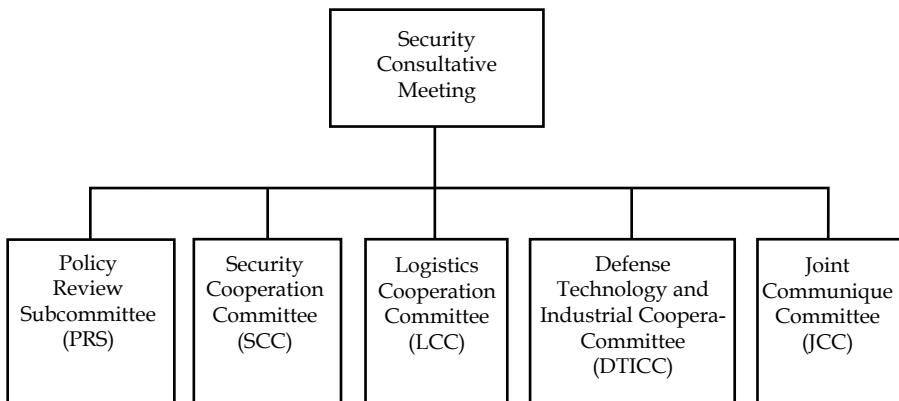 Security
Consultative
Meeting
Policy
Review
Subcommittee
(PRS)
Security
Cooperation
Committee
(SCC)
Logistics
Cooperation
Committee
(LCC)
Defense
Technology and
Industrial Coopera-
Committee
(DTICC)
Joint
Communique
Committee
(JCC)